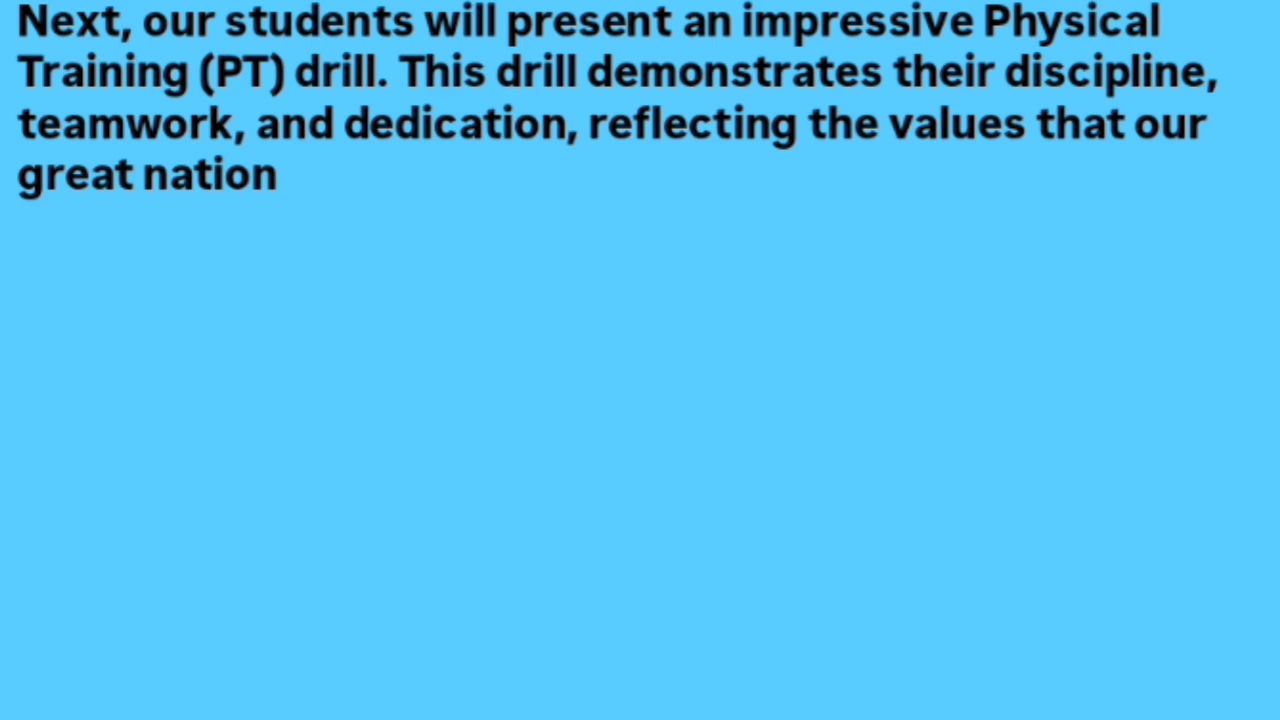 Next, our students will present an impressive Physical
Training (PT) drill. This drill demonstrates their discipline,
teamwork, and dedication, reflecting the values that our
great nation